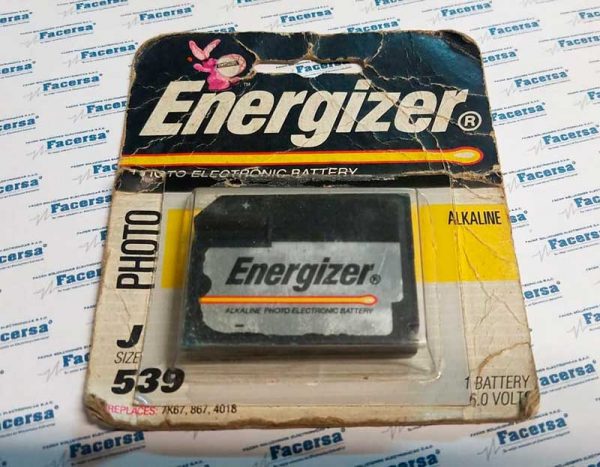 Energizer®
PHOTO ELECTRONIC BATTERY
ALKALINE
PHOTO
Energizer®
ALKALINE PHOTO ELECTRONIC BATTERY
J
SIZE
539
1 BATTERY
6.0 VOLTS
REPLACES: 7K67, 867, 4018
Facersa®